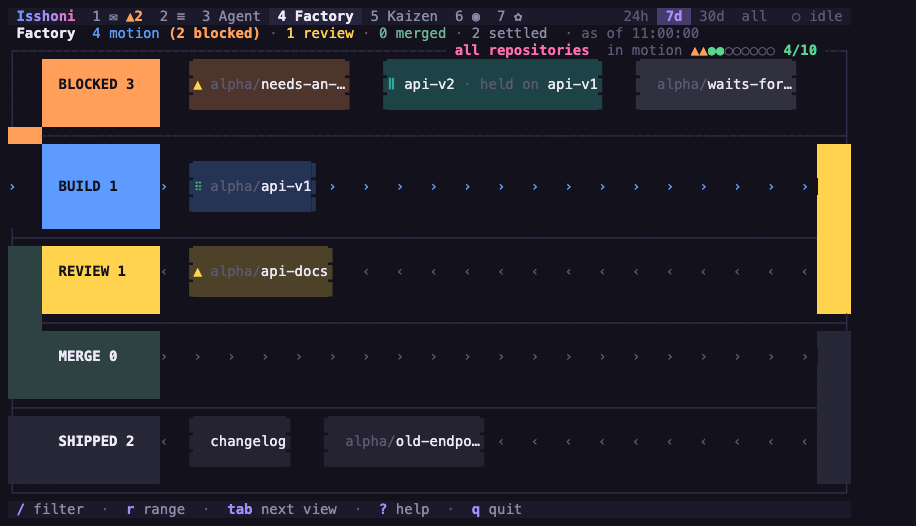 Isshoni 1 ✉ ▲2 2 ≡ 3 Agent 4 Factory 5 Kaizen 6 ◉ 7 ✿ 24h 7d 30d all ○ idle
Factory 4 motion (2 blocked) · 1 review · 0 merged · 2 settled · as of 11:00:00
all repositories in motion ▲▲●●○○○○○○ 4/10
BLOCKED 3 ▲ alpha/needs-an-… ‖ api-v2 · held on api-v1 alpha/waits-for…
› BUILD 1 › ⠿ alpha/api-v1 › › › › › › › › › › › › › › ›
REVIEW 1 ‹ ▲ alpha/api-docs ‹ ‹ ‹ ‹ ‹ ‹ ‹ ‹ ‹ ‹ ‹ ‹ ‹ ‹
MERGE 0 › › › › › › › › › › › › › › › › › › › ›
SHIPPED 2 ‹ changelog alpha/old-endpo… ‹ ‹ ‹ ‹ ‹ ‹ ‹ ‹ ‹ ‹
/ filter · r range · tab next view · ? help · q quit